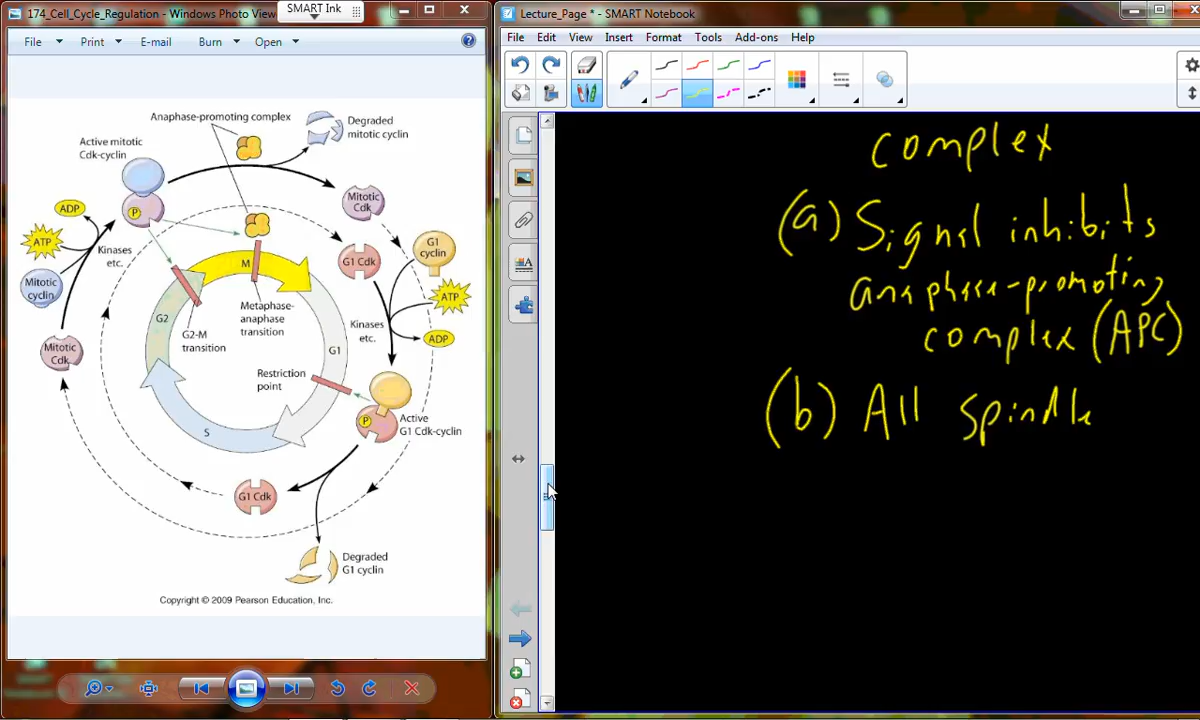 174_Cell_Cycle_Regulation - Windows Photo View
SMART Ink
File Print E-mail Burn Open
Anaphase-promoting complex
Degraded
mitotic cyclin
Active mitotic
Cdk-cyclin
P
ADP
ATP
Kinases
etc.
Mitotic
cyclin
Mitotic
Cdk
Mitotic
Cdk
G1 Cdk
G1
cyclin
ATP
Kinases
etc.
ADP
M
Metaphase-
anaphase
transition
G2
G2-M
transition
G1
Restriction
point
S
P
Active
G1 Cdk-cyclin
G1 Cdk
Degraded
G1 cyclin
Copyright © 2009 Pearson Education, Inc.
Lecture_Page * - SMART Notebook
File Edit View Insert Format Tools Add-ons Help
complex
(a) Signal inhibits
anaphase-promoting
complex (APC)
(b) All spindle